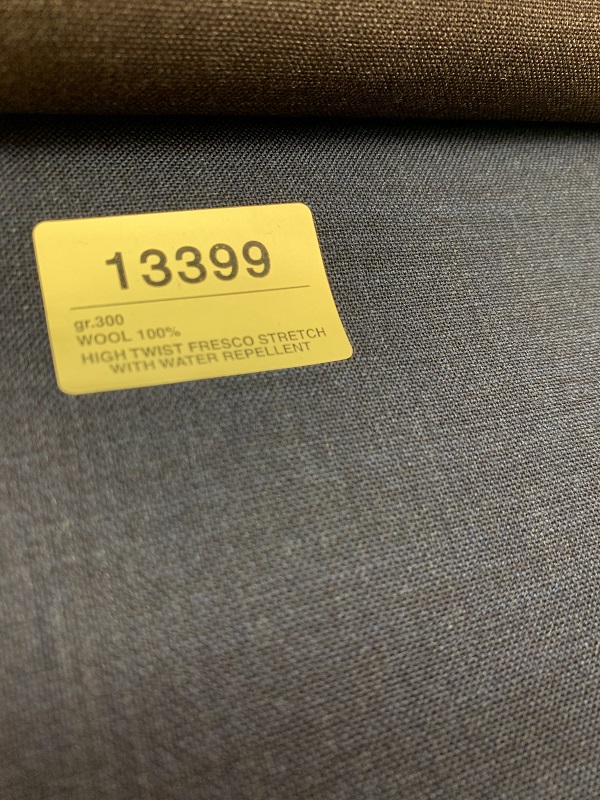 13399
gr.300
WOOL 100%
HIGH TWIST FRESCO STRETCH
WITH WATER REPELLENT